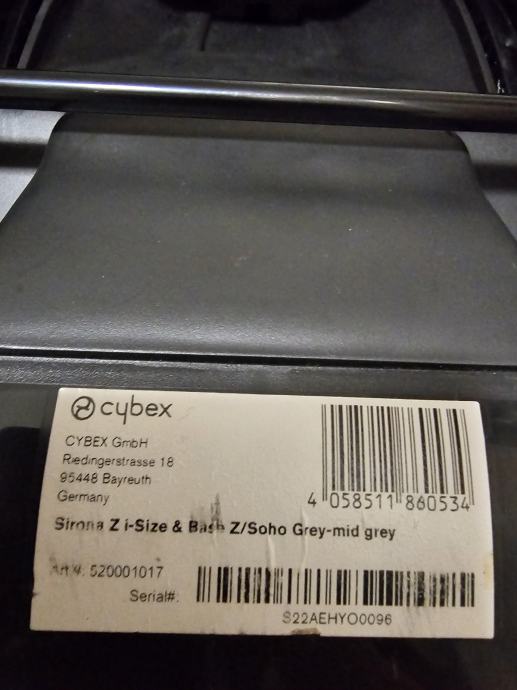 cybex
CYBEX GmbH
Riedingerstrasse 18
95448 Bayreuth
Germany
4 058511 860534
Sirona Z i-Size & Base Z/Soho Grey-mid grey
Art.#: 520001017
Serial#:
S22AEHYO0096